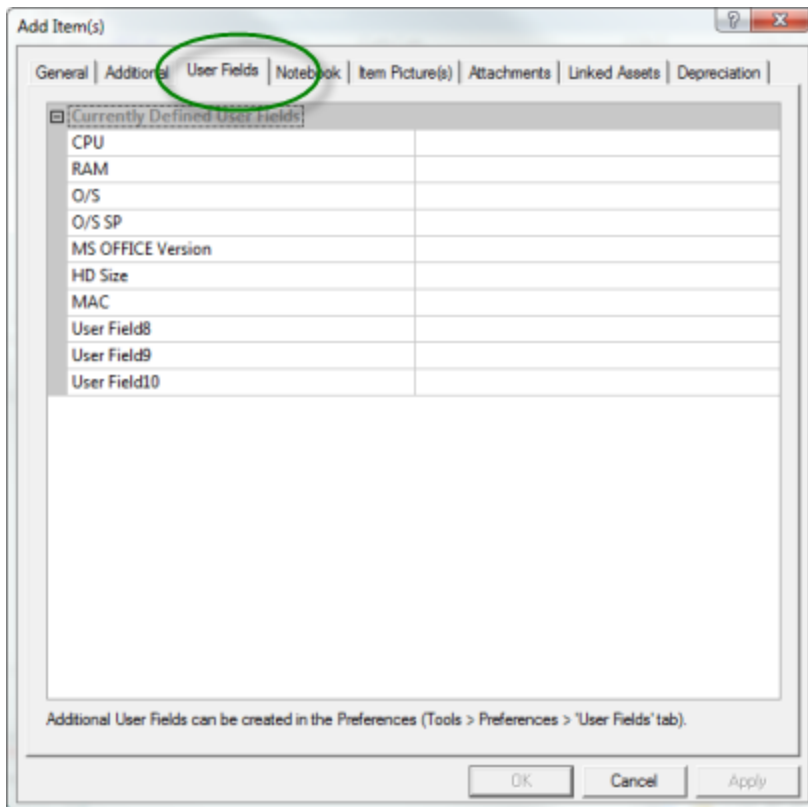 Add Item(s)
General Additional User Fields Notebook Item Picture(s) Attachments Linked Assets Depreciation
Currently Defined User Fields
CPU
RAM
O/S
O/S SP
MS OFFICE Version
HD Size
MAC
User Field8
User Field9
User Field10
Additional User Fields can be created in the Preferences (Tools > Preferences > 'User Fields' tab).
OK Cancel Apply